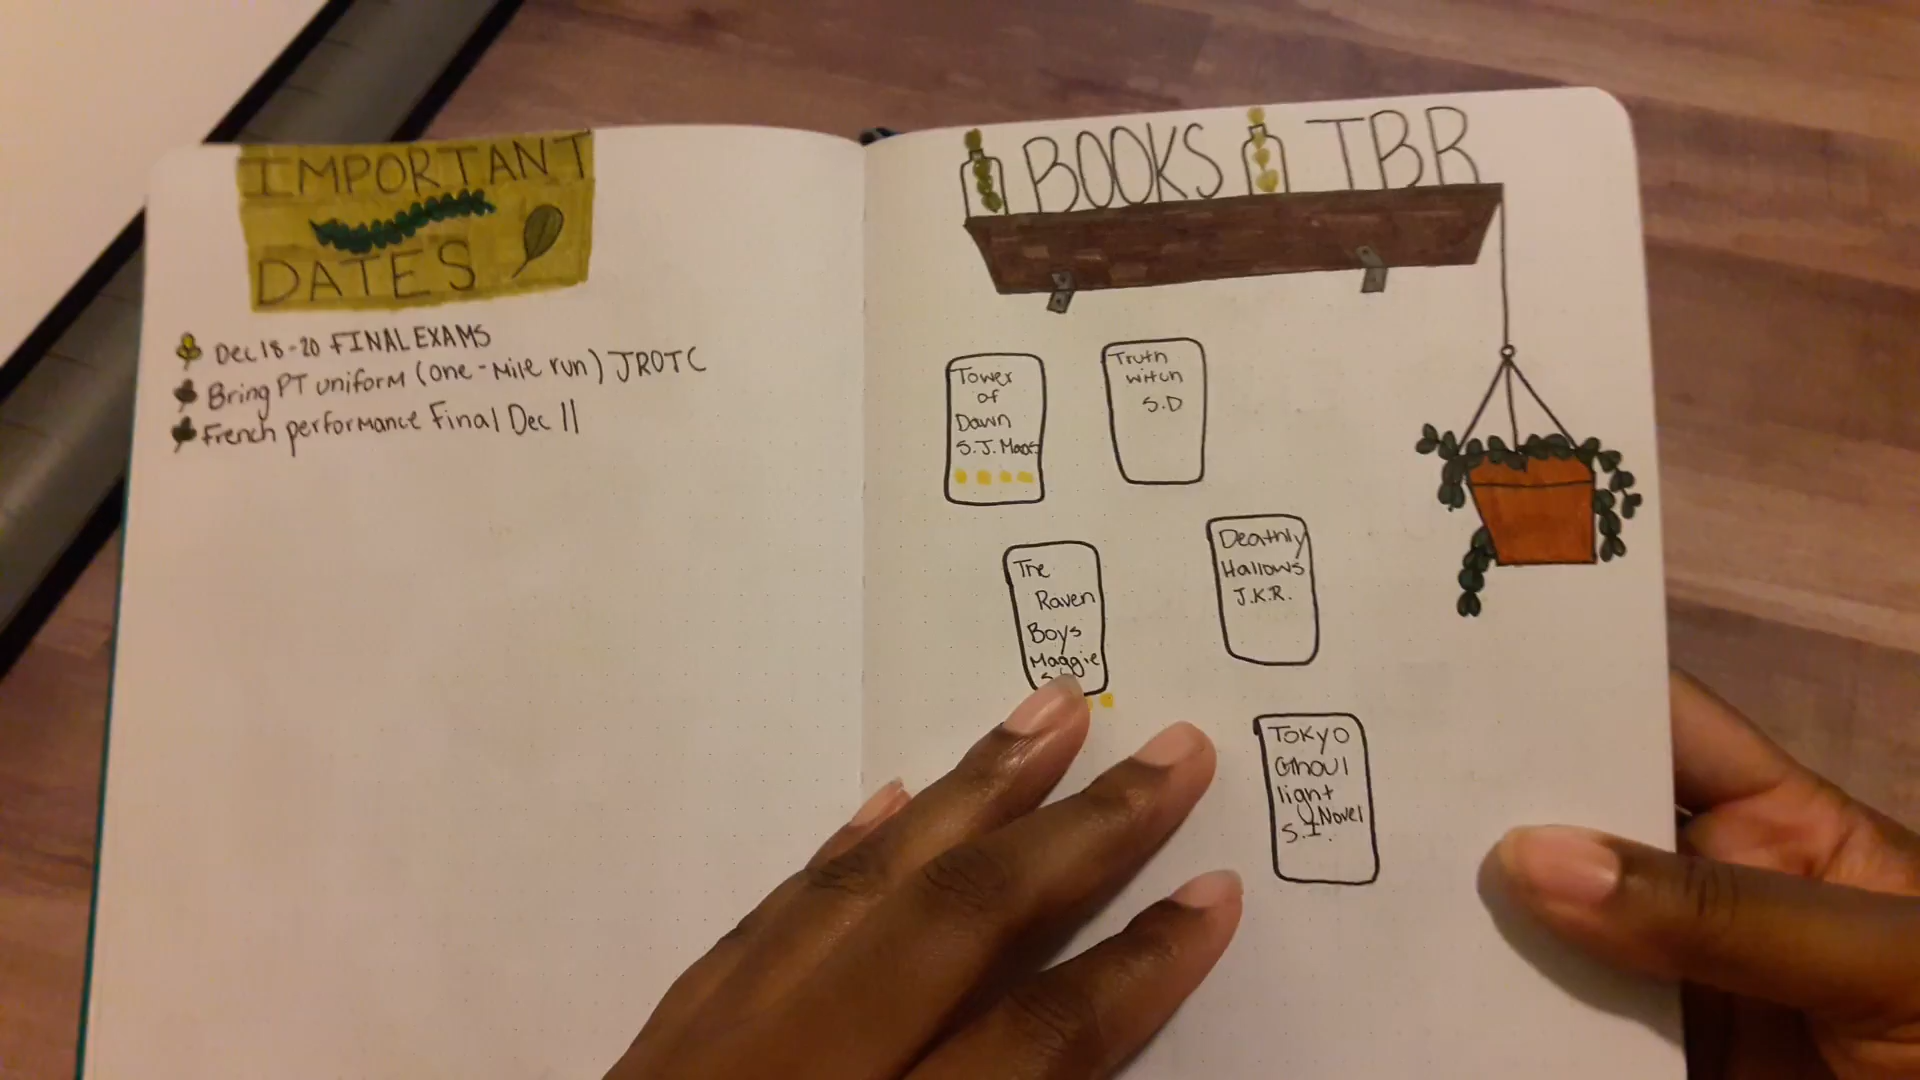 IMPORTANT
DATES
Dec 18-20 FINAL EXAMS
Bring PT uniform (one-mile run) JROTC
French performance Final Dec 11
BOOKS TBR
Tower
of
Dawn
S.J. Maas
Truth
witch
S.D
The
Raven
Boys
Maggie
Deathly
Hallows
J.K.R.
Tokyo
Ghoul
light
Novel
S.I.